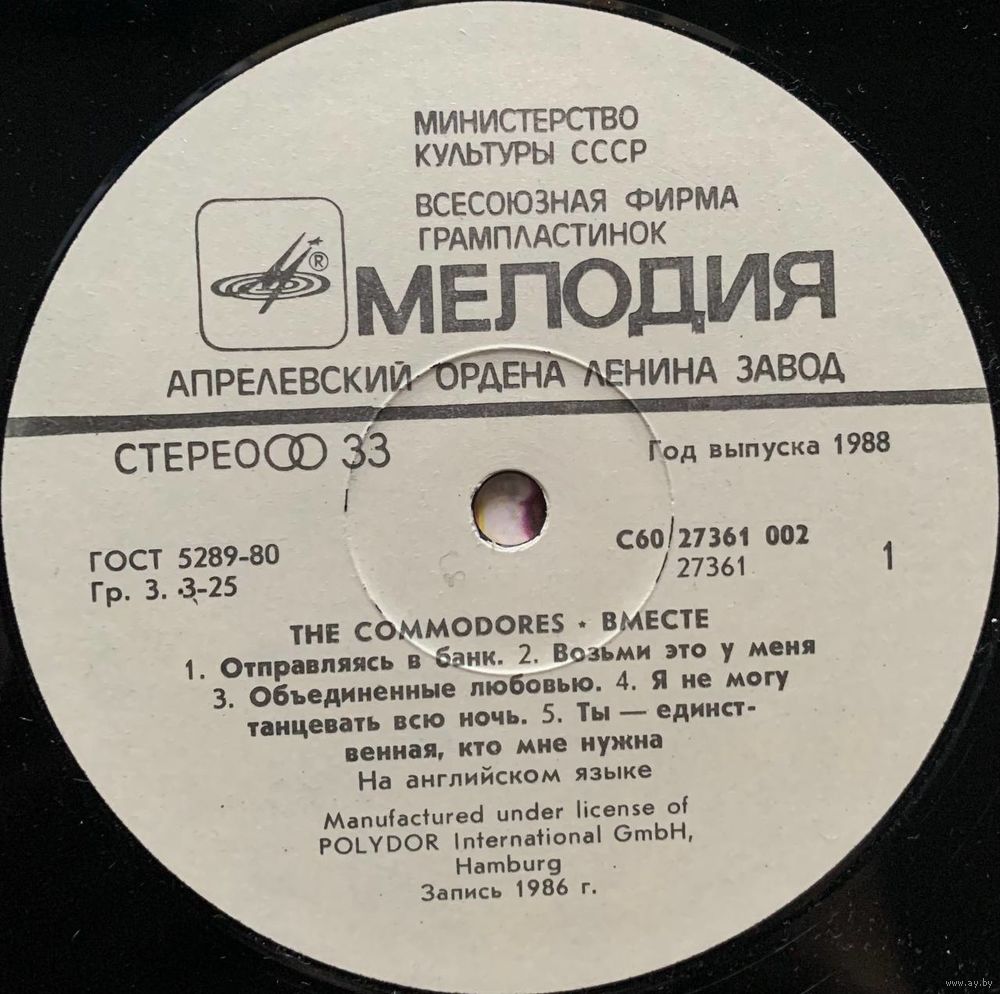 МИНИСТЕРСТВО
КУЛЬТУРЫ СССР
ВСЕСОЮЗНАЯ ФИРМА
ГРАМПЛАСТИНОК
®
МЕЛОДИЯ
АПРЕЛЕВСКИЙ ОРДЕНА ЛЕНИНА ЗАВОД
СТЕРЕО 33
Год выпуска 1988
ГОСТ 5289-80
Гр. 3. 3-25
С60 27361 002
27361
1
THE COMMODORES ⋆ ВМЕСТЕ
1. Отправляясь в банк. 2. Возьми это у меня
3. Объединенные любовью. 4. Я не могу
танцевать всю ночь. 5. Ты — единст-
венная, кто мне нужна
На английском языке
Manufactured under license of
POLYDOR International GmbH,
Hamburg
Запись 1986 г.
www.ay.by